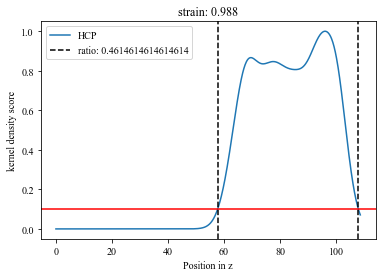 strain: 0.988
HCP
ratio: 0.4614614614614614
kernel density score
1.0
0.8
0.6
0.4
0.2
0.0
0 20 40 60 80 100
Position in z